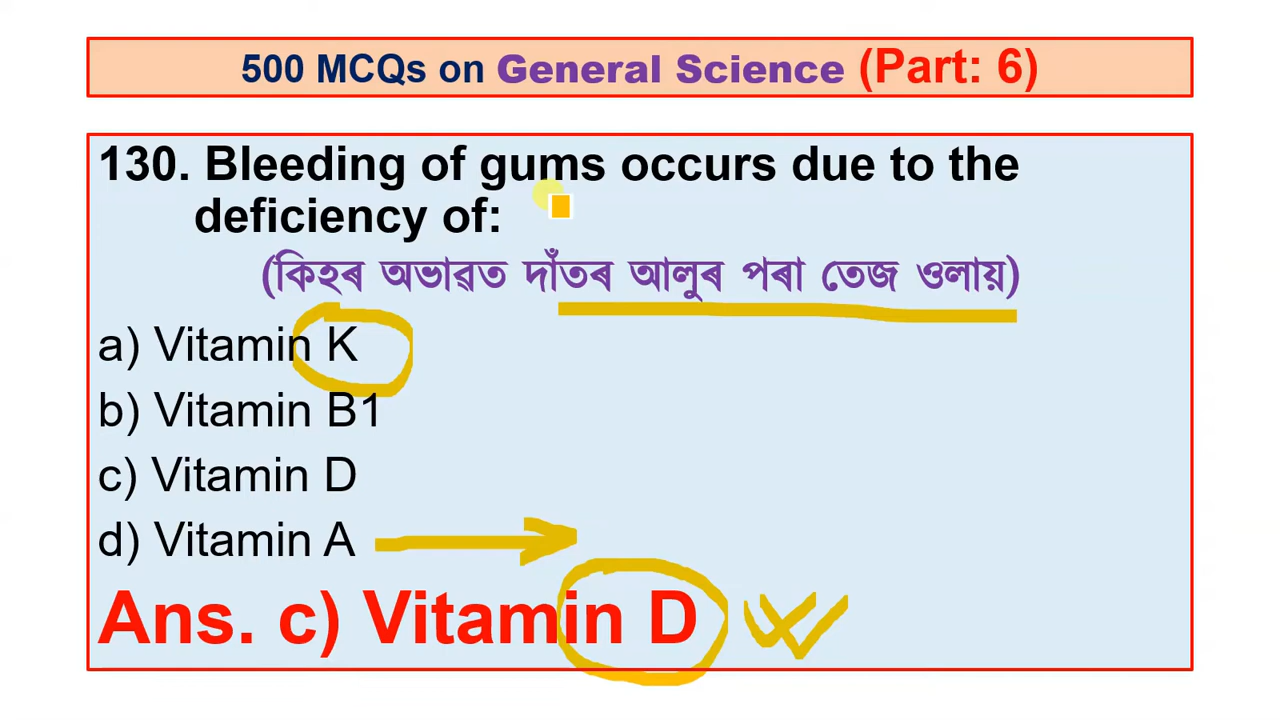 500 MCQs on General Science (Part: 6)
130. Bleeding of gums occurs due to the
deficiency of:
(কিহৰ অভাৱত দাঁতৰ আলুৰ পৰা তেজ ওলায়)
a) Vitamin K
b) Vitamin B1
c) Vitamin D
d) Vitamin A
Ans. c) Vitamin D